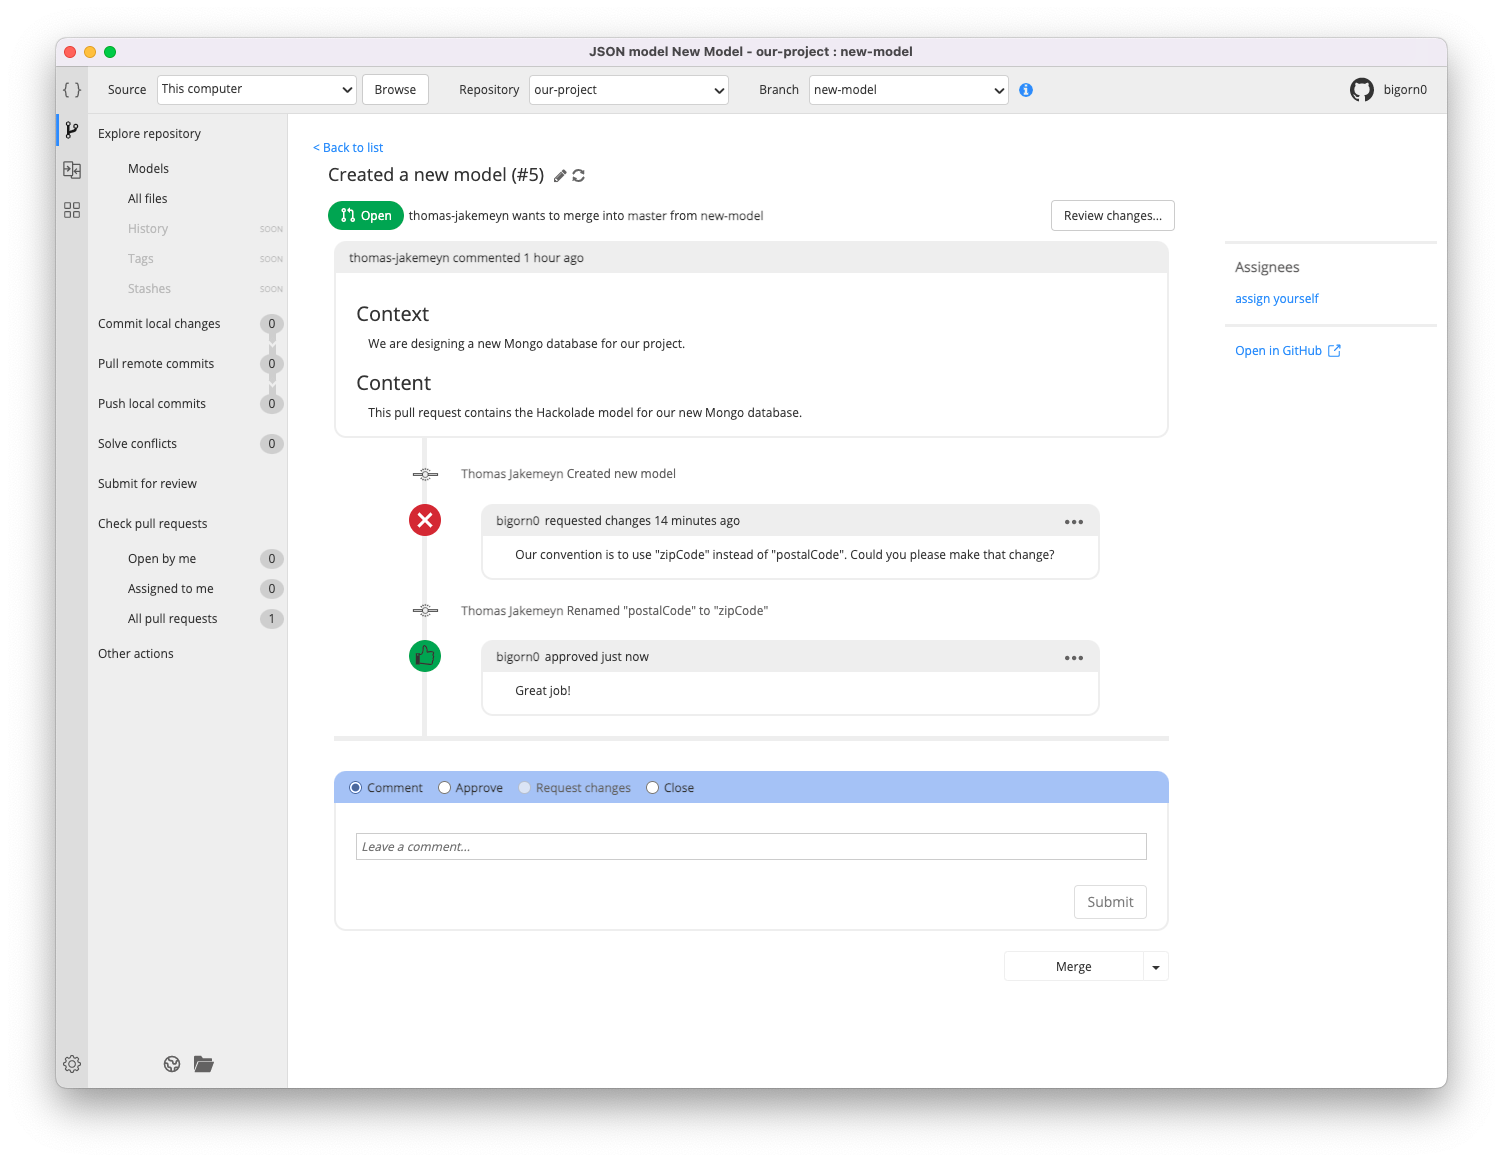 JSON model New Model - our-project : new-model
{ } Source This computer Browse Repository our-project Branch new-model bigorn0
Explore repository
Models
All files
History SOON
Tags SOON
Stashes SOON
Commit local changes 0
Pull remote commits 0
Push local commits 0
Solve conflicts 0
Submit for review
Check pull requests
Open by me 0
Assigned to me 0
All pull requests 1
Other actions
< Back to list
Created a new model (#5)
Open thomas-jakemeyn wants to merge into master from new-model Review changes...
thomas-jakemeyn commented 1 hour ago
Context
We are designing a new Mongo database for our project.
Content
This pull request contains the Hackolade model for our new Mongo database.
Thomas Jakemeyn Created new model
bigorn0 requested changes 14 minutes ago
Our convention is to use "zipCode" instead of "postalCode". Could you please make that change?
Thomas Jakemeyn Renamed "postalCode" to "zipCode"
bigorn0 approved just now
Great job!
Comment Approve Request changes Close
Leave a comment...
Submit
Merge
Assignees
assign yourself
Open in GitHub